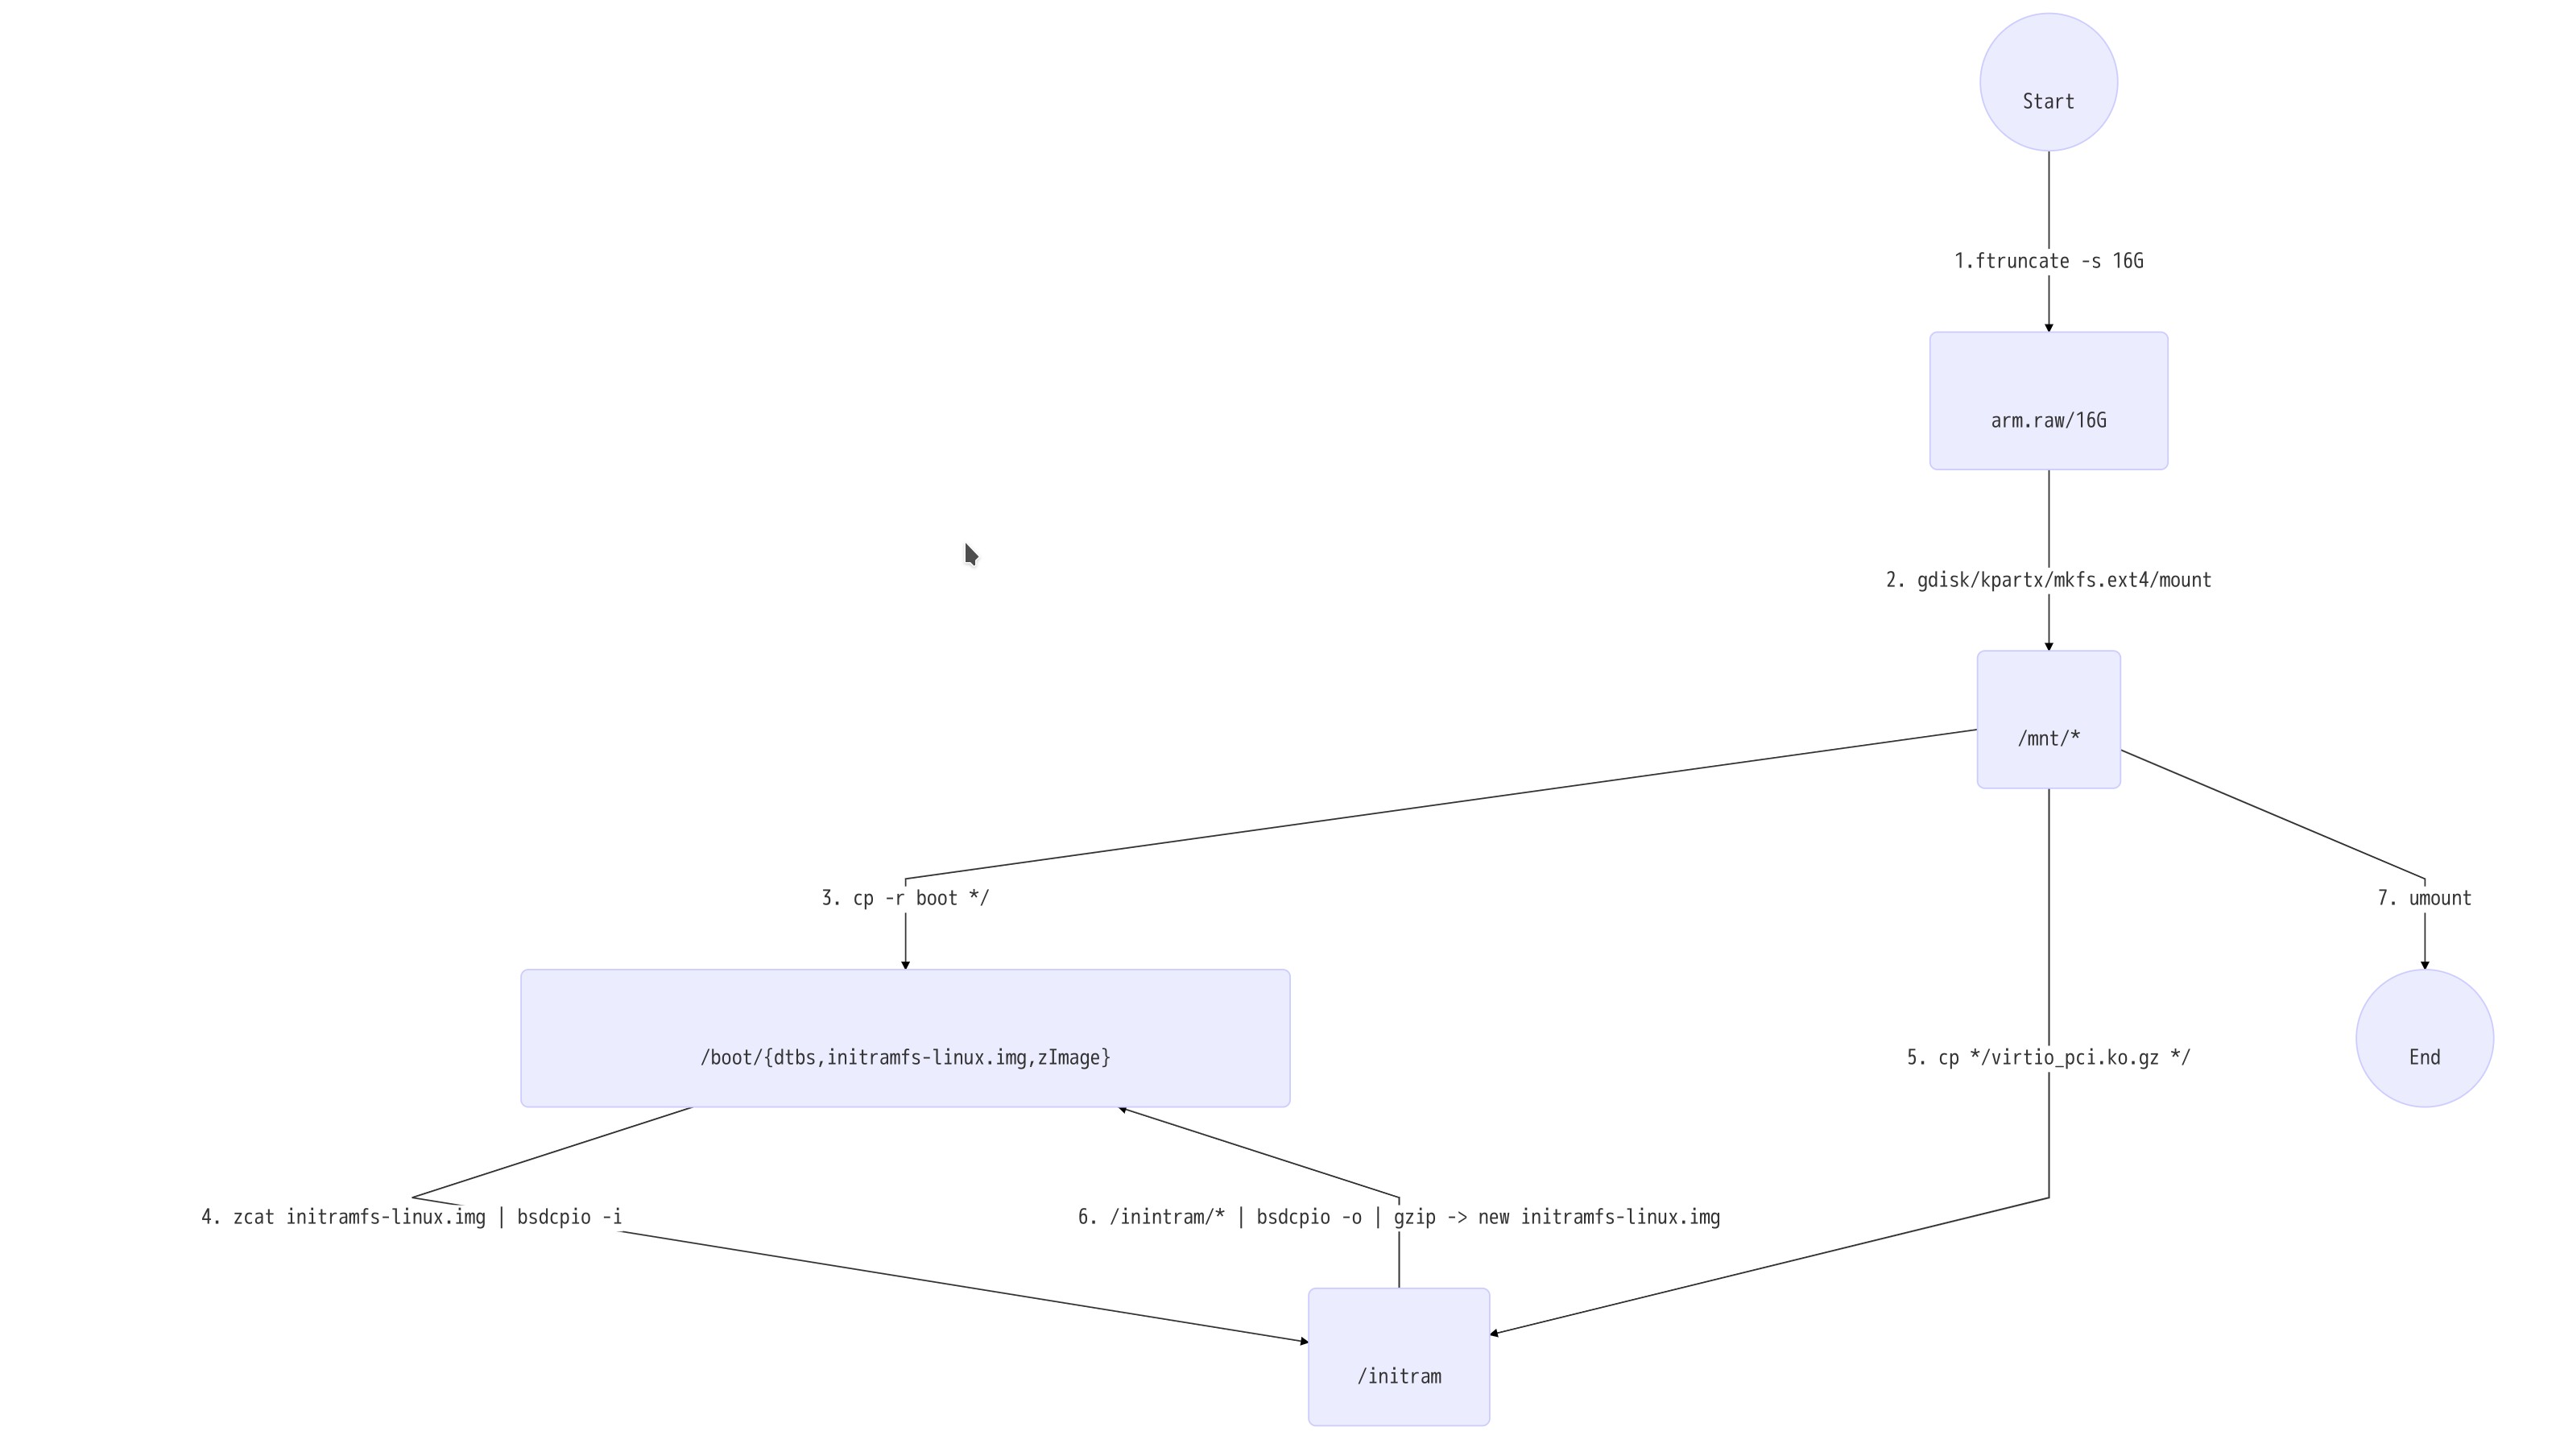 Start
1.ftruncate -s 16G
arm.raw/16G
2. gdisk/kpartx/mkfs.ext4/mount
/mnt/*
3. cp -r boot */
7. umount
/boot/{dtbs,initramfs-linux.img,zImage}
5. cp */virtio_pci.ko.gz */
End
4. zcat initramfs-linux.img | bsdcpio -i
6. /inintram/* | bsdcpio -o | gzip -> new initramfs-linux.img
/initram